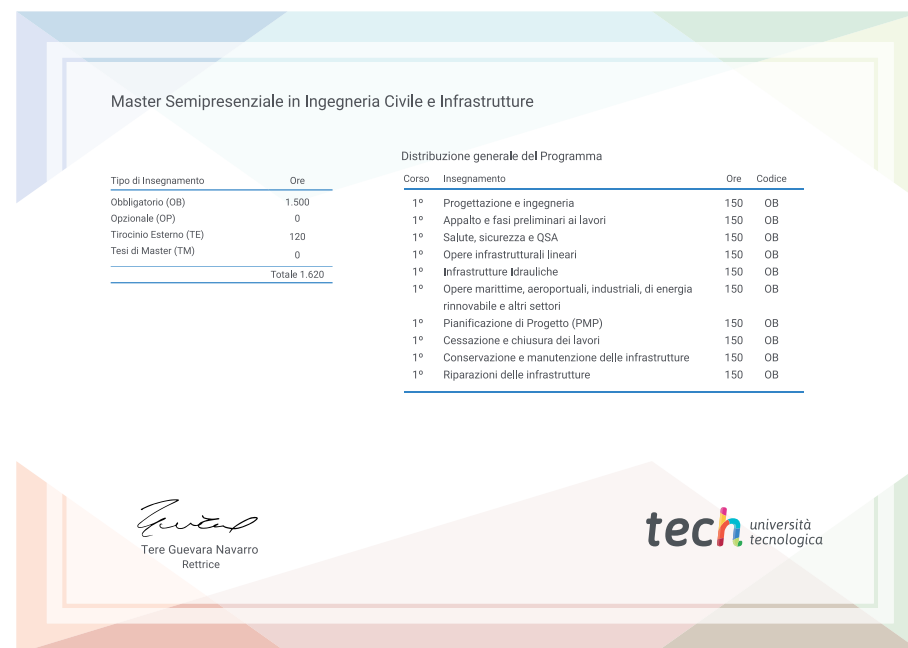 Master Semipresenziale in Ingegneria Civile e Infrastrutture
Tipo di Insegnamento Ore
Obbligatorio (OB) 1.500
Opzionale (OP) 0
Tirocinio Esterno (TE) 120
Tesi di Master (TM) 0
Totale 1.620
Distribuzione generale del Programma
Corso Insegnamento Ore Codice
1º Progettazione e ingegneria 150 OB
1º Appalto e fasi preliminari ai lavori 150 OB
1º Salute, sicurezza e QSA 150 OB
1º Opere infrastrutturali lineari 150 OB
1º Infrastrutture Idrauliche 150 OB
1º Opere marittime, aeroportuali, industriali, di energia 150 OB
rinnovabile e altri settori
1º Pianificazione di Progetto (PMP) 150 OB
1º Cessazione e chiusura dei lavori 150 OB
1º Conservazione e manutenzione delle infrastrutture 150 OB
1º Riparazioni delle infrastrutture 150 OB
Tere Guevara Navarro
Rettrice
tech università
tecnologica